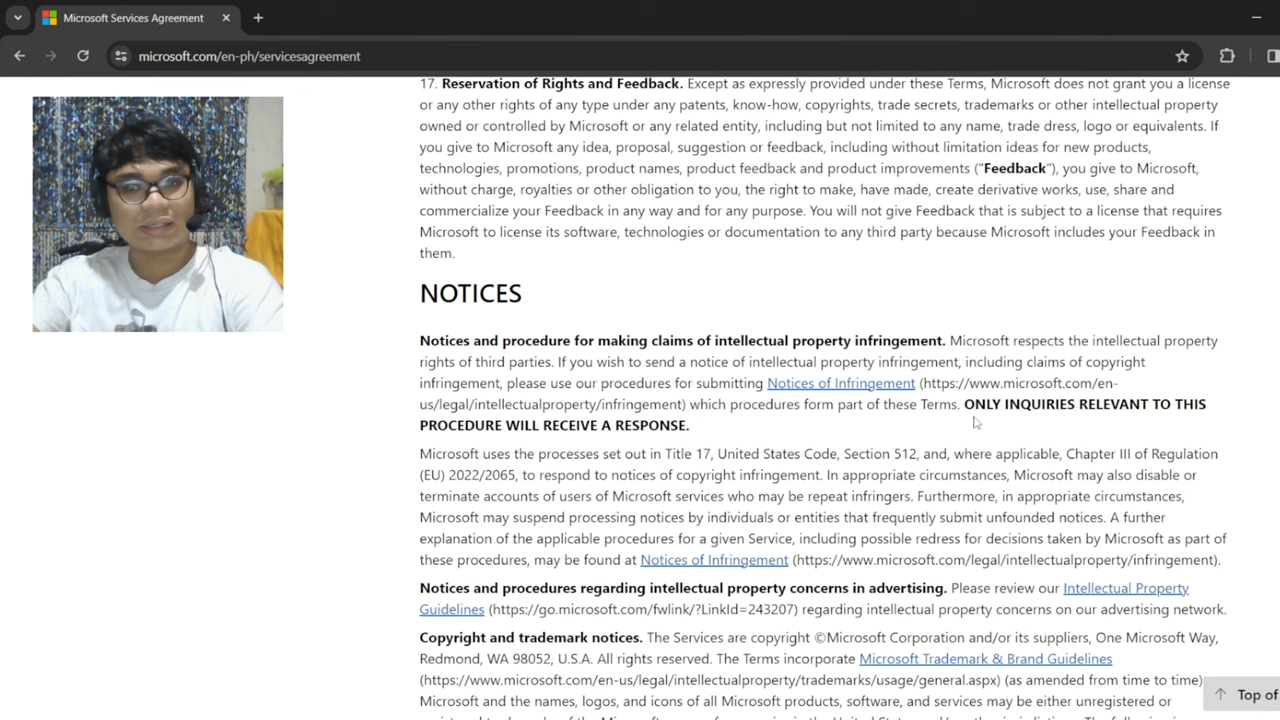 Microsoft Services Agreement
microsoft.com/en-ph/servicesagreement
17. Reservation of Rights and Feedback. Except as expressly provided under these Terms, Microsoft does not grant you a license
or any other rights of any type under any patents, know-how, copyrights, trade secrets, trademarks or other intellectual property
owned or controlled by Microsoft or any related entity, including but not limited to any name, trade dress, logo or equivalents. If
you give to Microsoft any idea, proposal, suggestion or feedback, including without limitation ideas for new products,
technologies, promotions, product names, product feedback and product improvements ("Feedback"), you give to Microsoft,
without charge, royalties or other obligation to you, the right to make, have made, create derivative works, use, share and
commercialize your Feedback in any way and for any purpose. You will not give Feedback that is subject to a license that requires
Microsoft to license its software, technologies or documentation to any third party because Microsoft includes your Feedback in
them.
NOTICES
Notices and procedure for making claims of intellectual property infringement. Microsoft respects the intellectual property
rights of third parties. If you wish to send a notice of intellectual property infringement, including claims of copyright
infringement, please use our procedures for submitting Notices of Infringement (https://www.microsoft.com/en-
us/legal/intellectualproperty/infringement) which procedures form part of these Terms. ONLY INQUIRIES RELEVANT TO THIS
PROCEDURE WILL RECEIVE A RESPONSE.
Microsoft uses the processes set out in Title 17, United States Code, Section 512, and, where applicable, Chapter III of Regulation
(EU) 2022/2065, to respond to notices of copyright infringement. In appropriate circumstances, Microsoft may also disable or
terminate accounts of users of Microsoft services who may be repeat infringers. Furthermore, in appropriate circumstances,
Microsoft may suspend processing notices by individuals or entities that frequently submit unfounded notices. A further
explanation of the applicable procedures for a given Service, including possible redress for decisions taken by Microsoft as part of
these procedures, may be found at Notices of Infringement (https://www.microsoft.com/legal/intellectualproperty/infringement).
Notices and procedures regarding intellectual property concerns in advertising. Please review our Intellectual Property
Guidelines (https://go.microsoft.com/fwlink/?LinkId=243207) regarding intellectual property concerns on our advertising network.
Copyright and trademark notices. The Services are copyright ©Microsoft Corporation and/or its suppliers, One Microsoft Way,
Redmond, WA 98052, U.S.A. All rights reserved. The Terms incorporate Microsoft Trademark & Brand Guidelines
(https://www.microsoft.com/en-us/legal/intellectualproperty/trademarks/usage/general.aspx) (as amended from time to time)
Microsoft and the names, logos, and icons of all Microsoft products, software, and services may be either unregistered or
Top of